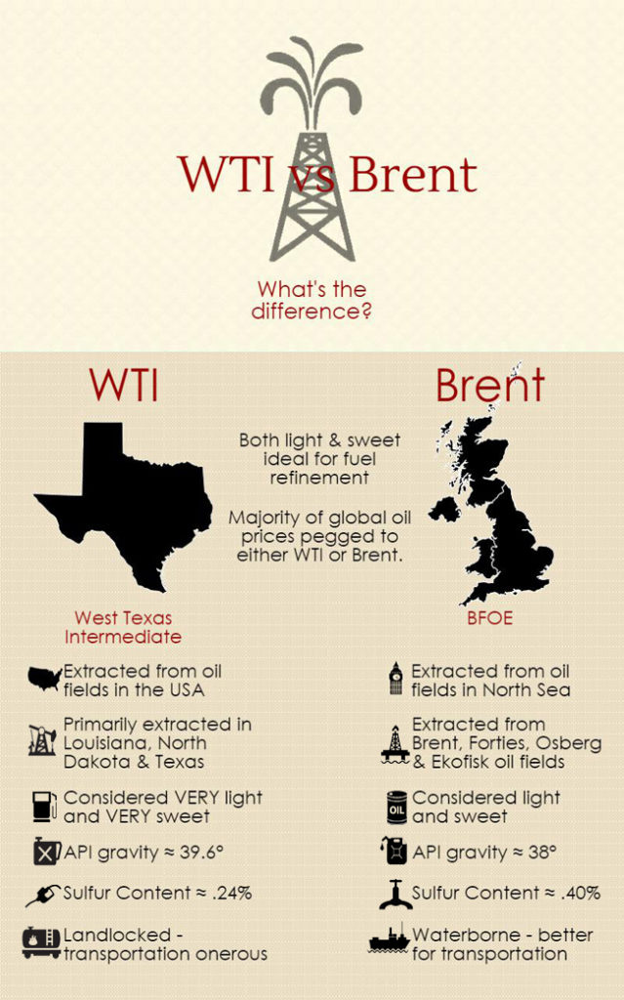 WTI vs Brent
What's the
difference?
WTI
Brent
Both light & sweet
ideal for fuel
refinement
Majority of global oil
prices pegged to
either WTI or Brent.
West Texas
Intermediate
BFOE
Extracted from oil
fields in the USA
Primarily extracted in
Louisiana, North
Dakota & Texas
Considered VERY light
and VERY sweet
API gravity ≈ 39.6°
Sulfur Content ≈ .24%
Landlocked -
transportation onerous
Extracted from oil
fields in North Sea
Extracted from
Brent, Forties, Osberg
& Ekofisk oil fields
OIL
Considered light
and sweet
API gravity ≈ 38°
Sulfur Content ≈ .40%
Waterborne - better
for transportation